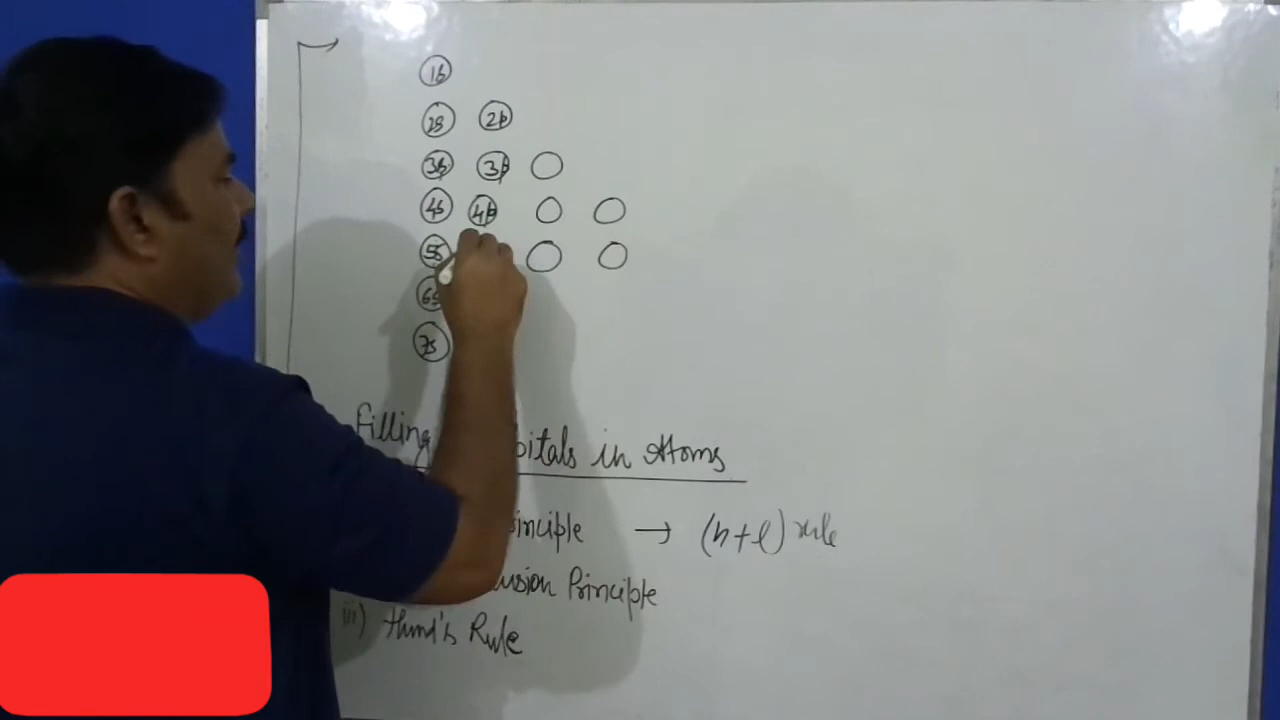 1s
2s 2p
3s 3p
4s 4p
5s
6s
7s
Filling bitals in Atoms
inciple → (n+l) rule
usion Principle
iii) Hund's Rule